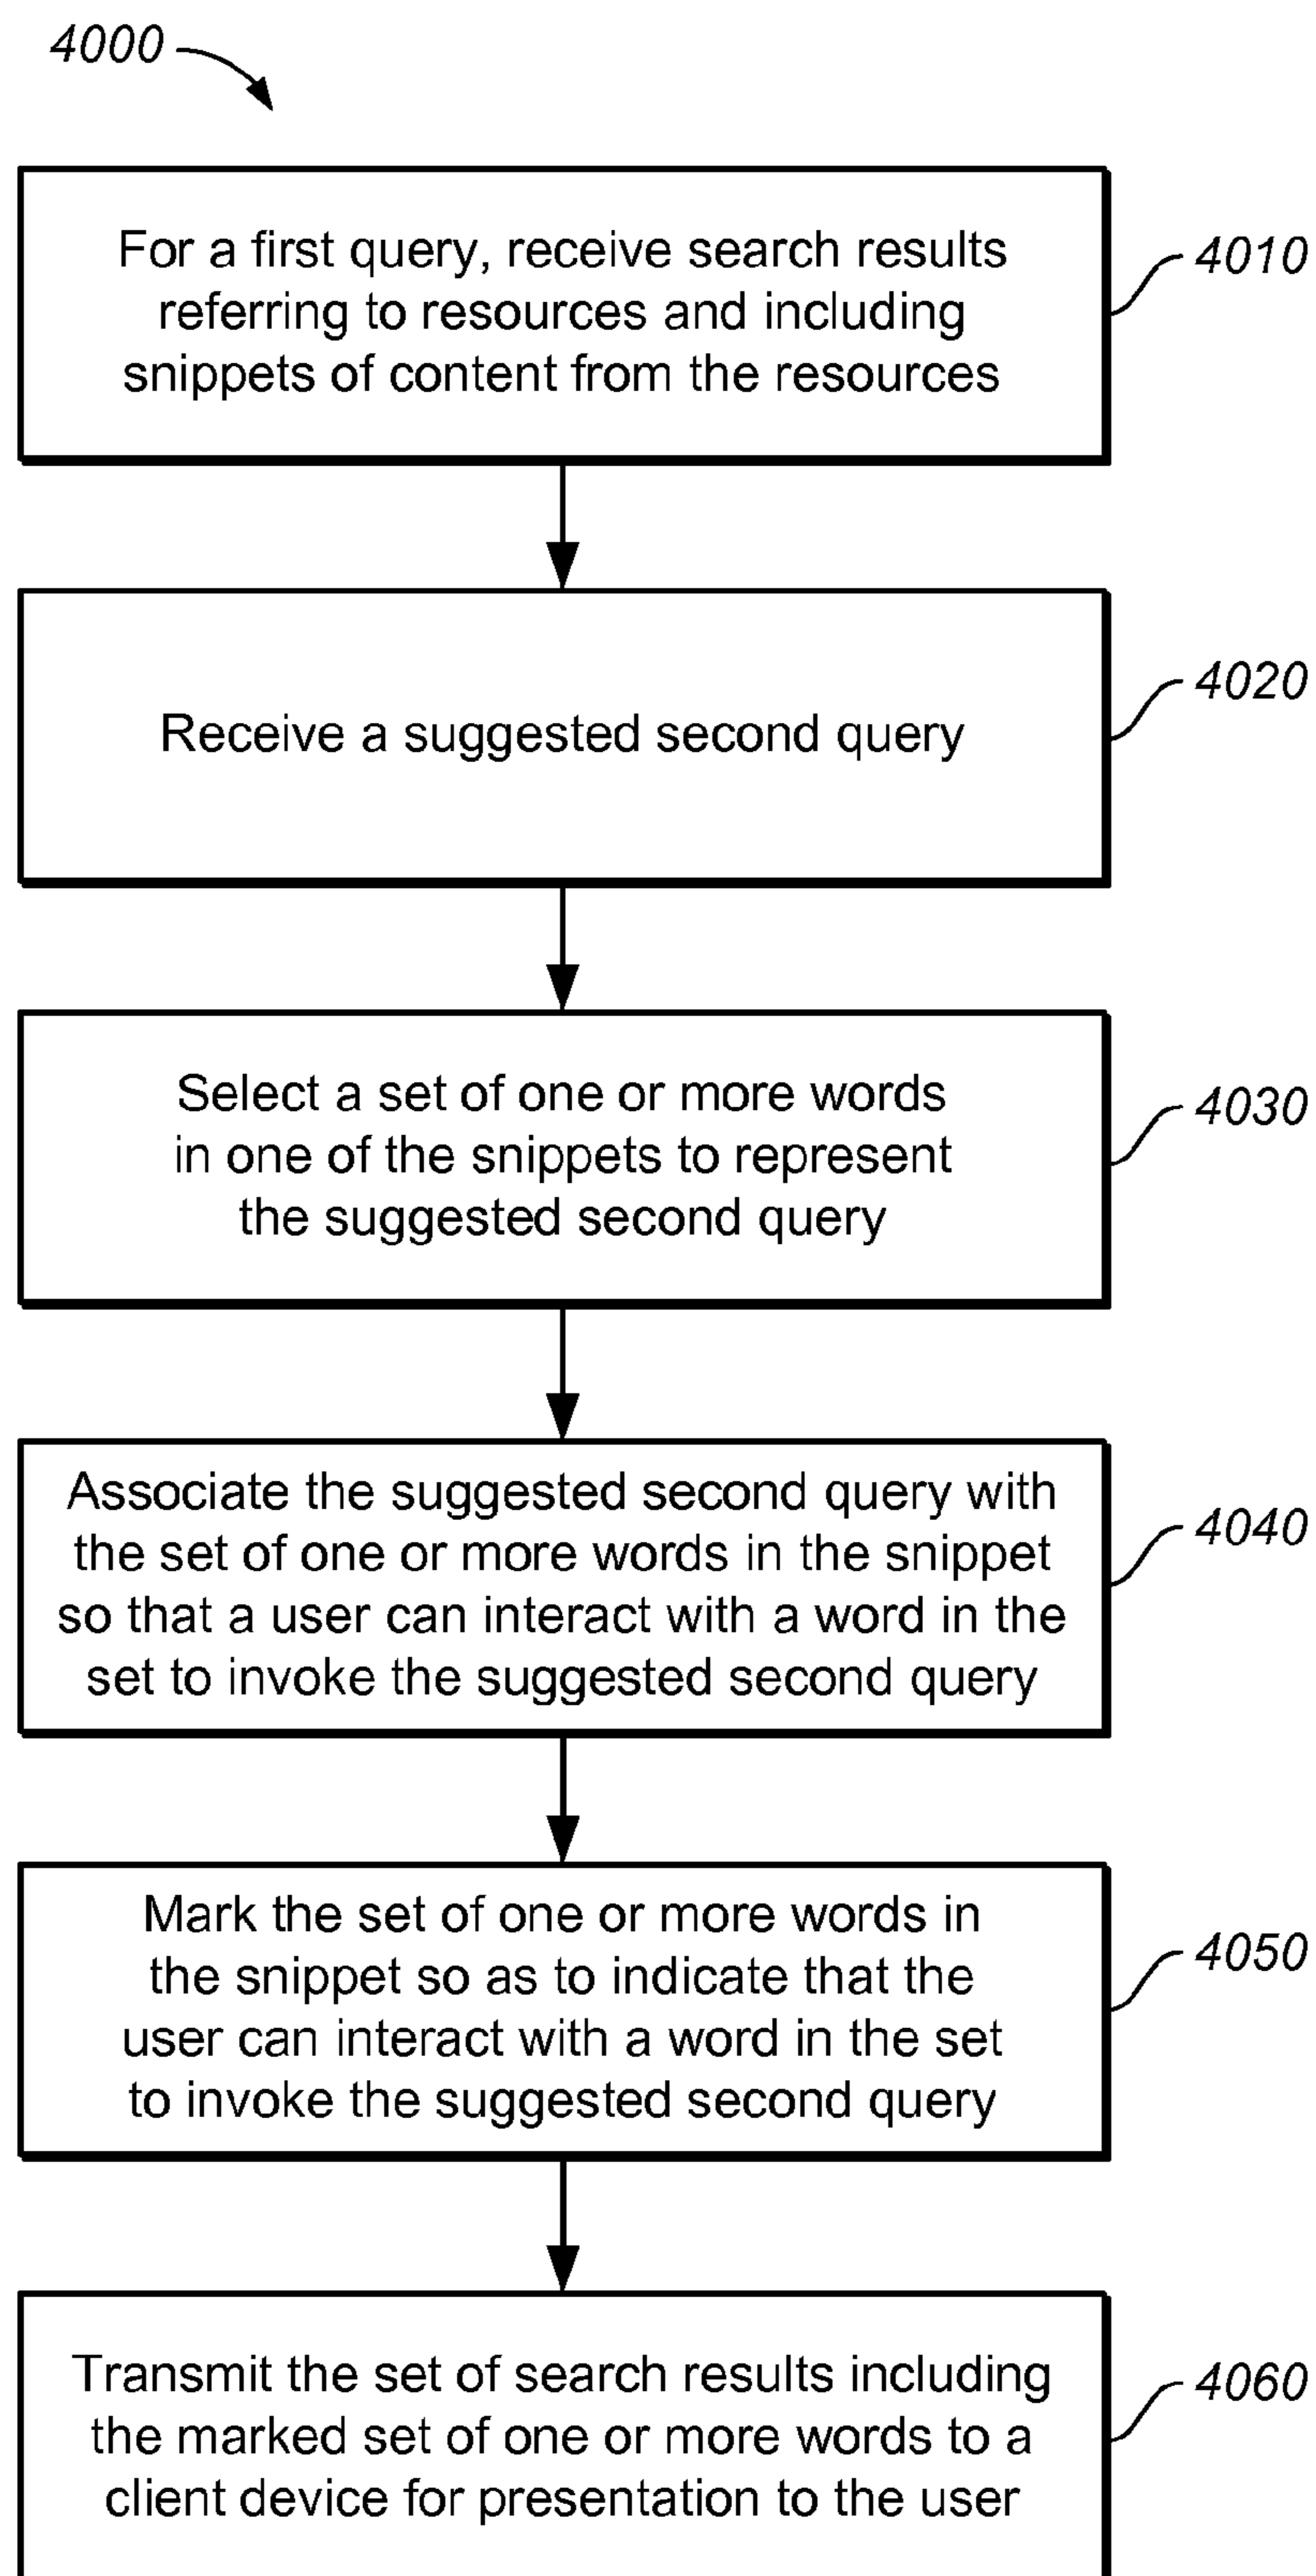 4000
For a first query, receive search results
referring to resources and including
snippets of content from the resources
4010
Receive a suggested second query
4020
Select a set of one or more words
in one of the snippets to represent
the suggested second query
4030
Associate the suggested second query with
the set of one or more words in the snippet
so that a user can interact with a word in the
set to invoke the suggested second query
4040
Mark the set of one or more words in
the snippet so as to indicate that the
user can interact with a word in the set
to invoke the suggested second query
4050
Transmit the set of search results including
the marked set of one or more words to a
client device for presentation to the user
4060